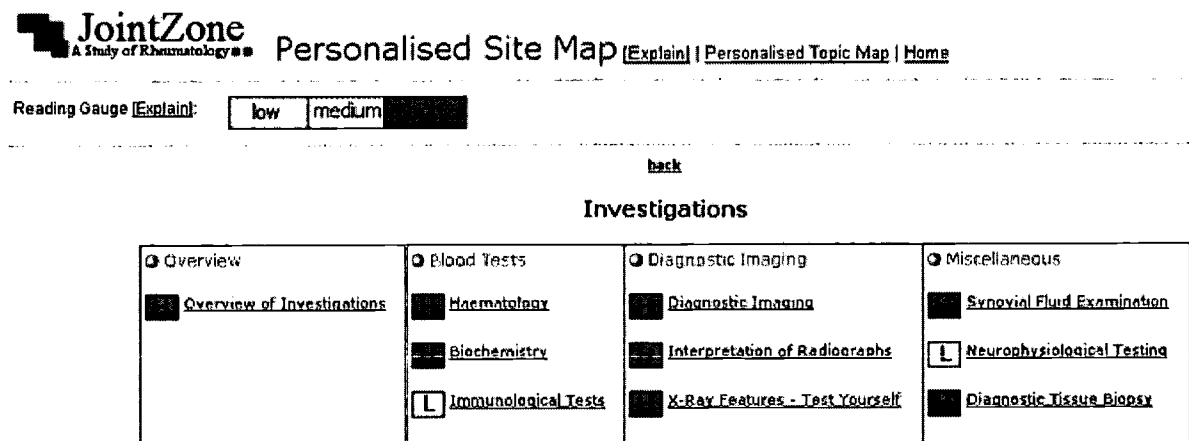 JointZone
A Study of Rheumatology
Personalised Site Map [Explain] | Personalised Topic Map | Home
Reading Gauge [Explain]:
low medium
back
Investigations
Overview
Overview of Investigations
Blood Tests
Haematology
Biochemistry
L Immunological Tests
Diagnostic Imaging
Diagnostic Imaging
Interpretation of Radiographs
X-Ray Features - Test Yourself
Miscellaneous
Synovial Fluid Examination
L Neurophysiological Testing
Diagnostic Tissue Biopsy